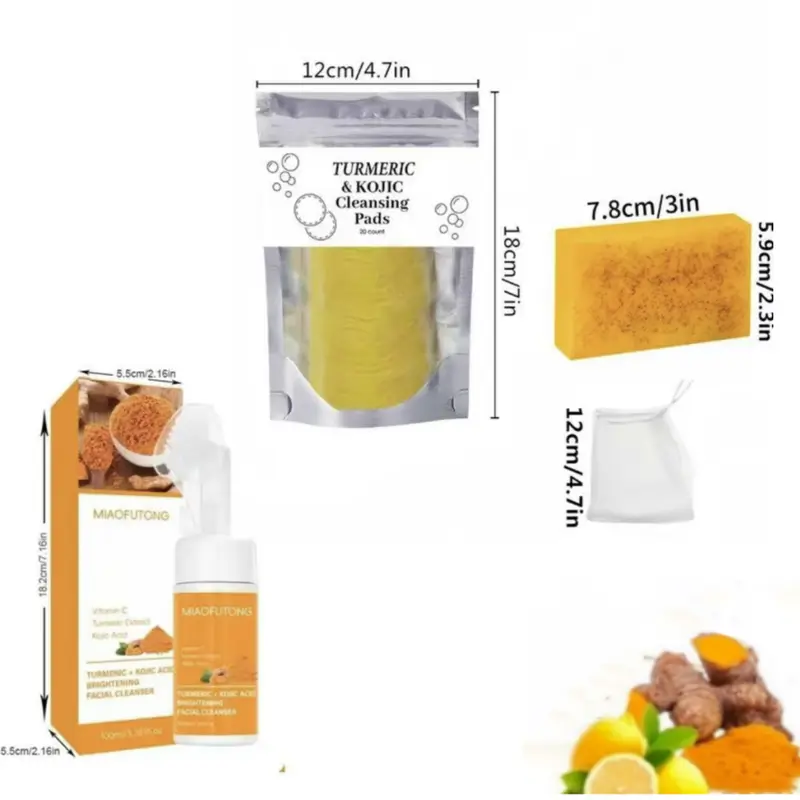 12cm/4.7in
TURMERIC
& KOJIC
Cleansing
Pads
20 count
18cm/7in
7.8cm/3in
5.9cm/2.3in
12cm/4.7in
5.5cm/2.16in
18.2cm/7.16in
5.5cm/2.16in
MIAOFUTONG
Vitamin C
Turmeric Extract
Kojic Acid
TURMERIC + KOJIC ACID
BRIGHTENING
FACIAL CLEANSER
MIAOFUTONG
TURMERIC + KOJIC ACID
BRIGHTENING
FACIAL CLEANSER